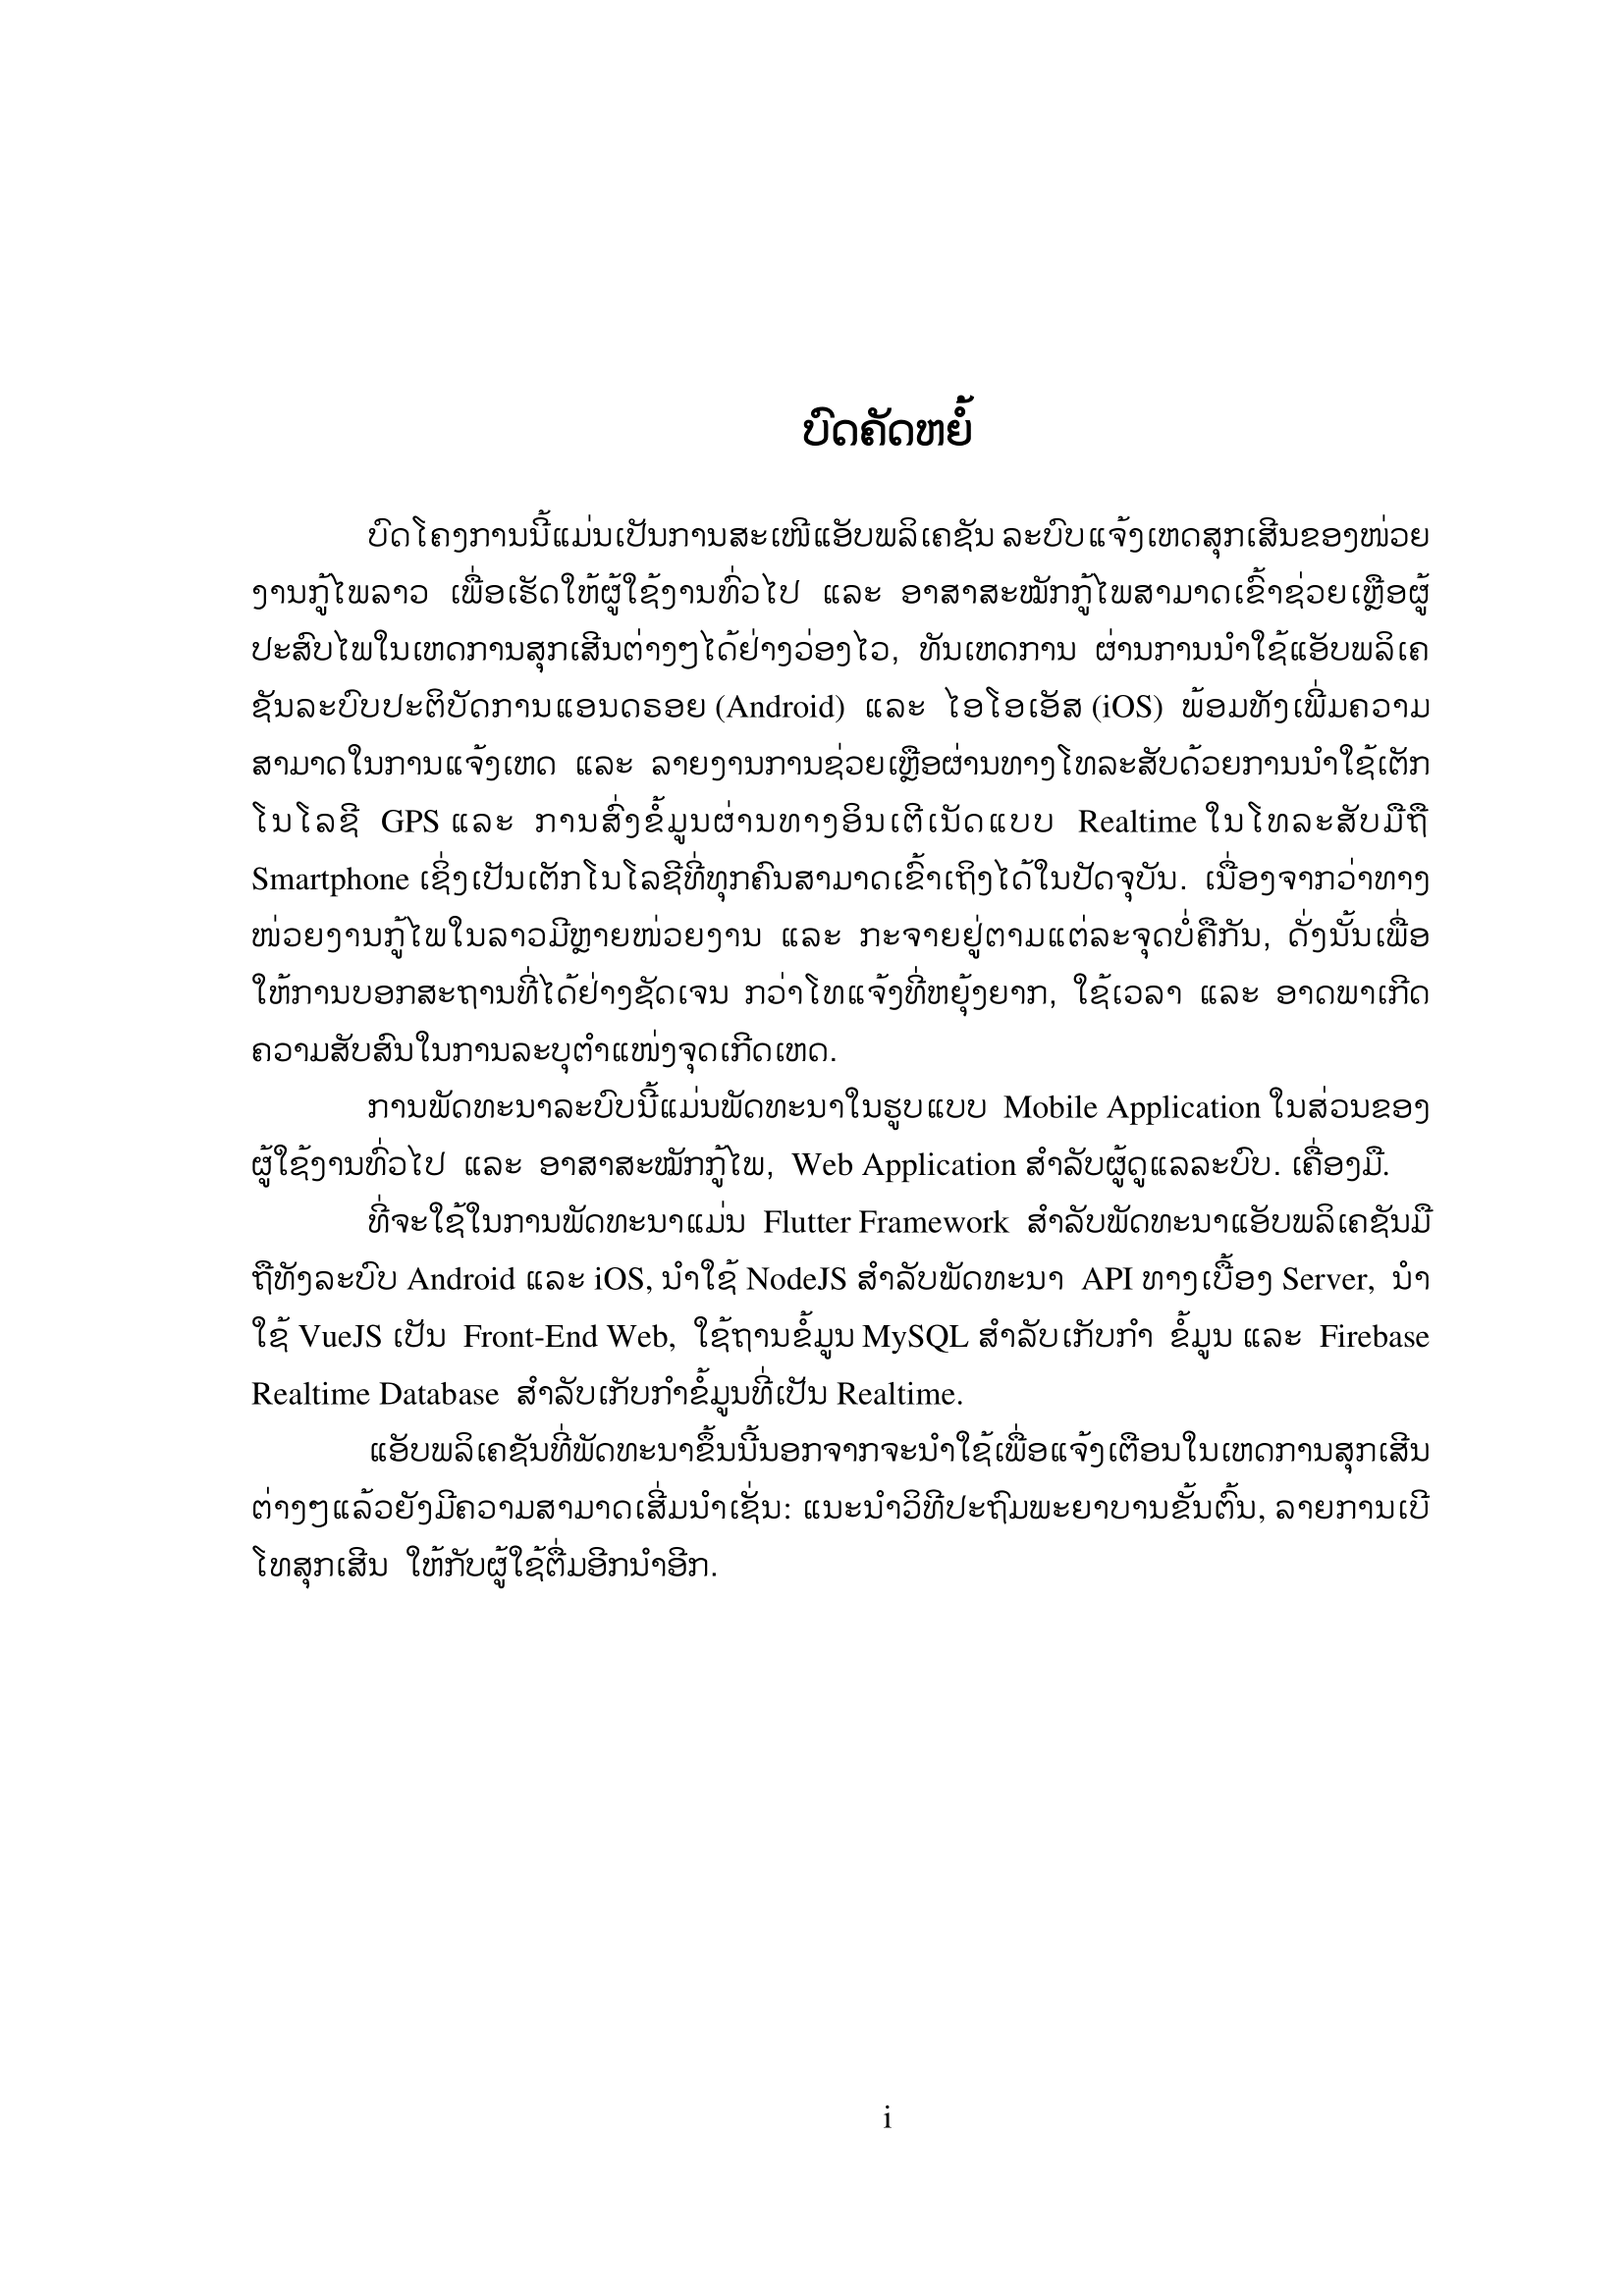 ບົດຄັດຫຍໍ້
ບົດໂຄງການນີ້ແມ່ນເປັນການສະເໜີແອັບພລິເຄຊັນ ລະບົບແຈ້ງເຫດສຸກເສີນຂອງໜ່ວຍ
ງານກູ້ໄພລາວ ເພື່ອເຮັດໃຫ້ຜູ້ໃຊ້ງານທົ່ວໄປ ແລະ ອາສາສະໝັກກູ້ໄພສາມາດເຂົ້າຊ່ວຍເຫຼືອຜູ້
ປະສົບໄພໃນເຫດການສຸກເສີນຕ່າງໆໄດ້ຢ່າງວ່ອງໄວ, ທັນເຫດການ ຜ່ານການນຳໃຊ້ແອັບພລິເຄ
ຊັນລະບົບປະຕິບັດການແອນດຣອຍ (Android) ແລະ ໄອໂອເອັສ (iOS) ພ້ອມທັງເພີ່ມຄວາມ
ສາມາດໃນການແຈ້ງເຫດ ແລະ ລາຍງານການຊ່ວຍເຫຼືອຜ່ານທາງໂທລະສັບດ້ວຍການນຳໃຊ້ເຕັກ
ໂນໂລຊີ GPS ແລະ ການສົ່ງຂໍ້ມູນຜ່ານທາງອິນເຕີເນັດແບບ Realtime ໃນໂທລະສັບມືຖື
Smartphone ເຊິ່ງເປັນເຕັກໂນໂລຊີທີ່ທຸກຄົນສາມາດເຂົ້າເຖິງໄດ້ໃນປັດຈຸບັນ. ເນື່ອງຈາກວ່າທາງ
ໜ່ວຍງານກູ້ໄພໃນລາວມີຫຼາຍໜ່ວຍງານ ແລະ ກະຈາຍຢູ່ຕາມແຕ່ລະຈຸດບໍ່ຄືກັນ, ດັ່ງນັ້ນເພື່ອ
ໃຫ້ການບອກສະຖານທີ່ໄດ້ຢ່າງຊັດເຈນ ກວ່າໂທແຈ້ງທີ່ຫຍຸ້ງຍາກ, ໃຊ້ເວລາ ແລະ ອາດພາເກີດ
ຄວາມສັບສົນໃນການລະບຸຕຳແໜ່ງຈຸດເກີດເຫດ.
ການພັດທະນາລະບົບນີ້ແມ່ນພັດທະນາໃນຮູບແບບ Mobile Application ໃນສ່ວນຂອງ
ຜູ້ໃຊ້ງານທົ່ວໄປ ແລະ ອາສາສະໝັກກູ້ໄພ, Web Application ສຳລັບຜູ້ດູແລລະບົບ. ເຄື່ອງມື.
ທີ່ຈະໃຊ້ໃນການພັດທະນາແມ່ນ Flutter Framework ສຳລັບພັດທະນາແອັບພລິເຄຊັນມື
ຖືທັງລະບົບ Android ແລະ iOS, ນຳໃຊ້ NodeJS ສຳລັບພັດທະນາ API ທາງເບື້ອງ Server, ນຳ
ໃຊ້ VueJS ເປັນ Front-End Web, ໃຊ້ຖານຂໍ້ມູນ MySQL ສຳລັບເກັບກຳ ຂໍ້ມູນ ແລະ Firebase
Realtime Database ສຳລັບເກັບກຳຂໍ້ມູນທີ່ເປັນ Realtime.
ແອັບພລິເຄຊັນທີ່ພັດທະນາຂຶ້ນນີ້ນອກຈາກຈະນຳໃຊ້ເພື່ອແຈ້ງເຕືອນໃນເຫດການສຸກເສີນ
ຕ່າງໆແລ້ວຍັງມີຄວາມສາມາດເສີ່ມນຳເຊັ່ນ: ແນະນຳວິທີປະຖົມພະຍາບານຂັ້ນຕົ້ນ, ລາຍການເບີ
ໂທສຸກເສີນ ໃຫ້ກັບຜູ້ໃຊ້ຕື່ມອີກນຳອີກ.
i